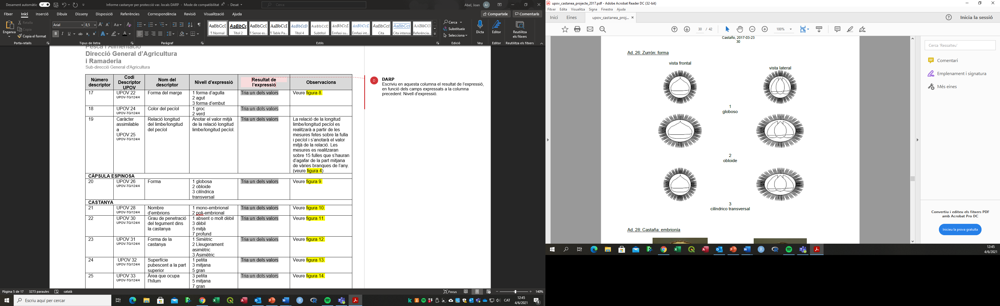 Desament automàtic
Informe castanyer per protecció var. locals DARP - Mode de compatibilitat
- Desat
Cerca
Abel, Joan
AJ
Fitxer Inici Inserció Dibuix Disseny Disposició Referències Correspondència Revisió Visualització Ajuda
Comparteix
Comentaris
Enganxa
Retalla
Copia
Copia el format
Porta-retalls
Arial
8,5
Tipus de lletra
Paràgraf
¶ Normal
Títol 2
¶ Sense es...
¶ Table Pa...
Títol 4
Subtítol
Èmfasi su...
Èmfasi int...
Cita
Cita intensa
Referència...
Estils
Cerca
Substitueix
Selecciona
Edició
Dicta
Veu
Editor
Editor
Reutilitza
els fitxers
Reutilitza els fitxers
Pesca i Alimentació
Direcció General d'Agricultura
i Ramaderia
Sub-direcció General d'Agricultura
Número
descriptor
Codi
Descriptor
UPOV
Nom del
descriptor
Nivell d'expressió
Resultat de
l'expressió
Observacions
17
UPOV 22
UPOV-TG/124/4
Forma del marge
1 forma d'agulla
2 agut
3 forma d'embut
Tria un dels valors
Veure figura 8.
18
UPOV 24
UPOV-TG/124/4
Color del pecíol
1 groc
2 verd
Tria un dels valors
19
Caràcter
assimilable
a
UPOV 25
UPOV-TG/124/4
Relació longitud
del limbe/longitud
del pecíol
Anotar el valor mitjà
de la relació longitud
limbe/longitud pecíol.
Tria un dels valors
La relació de la longitud
limbe/longitud pecíol es
realitzarà a partir de les
mesures fetes sobre la fulla
i pecíol i s'anotarà el valor
mitjà de la relació. Les
mesures es realitzaran
sobre 15 fulles que s'hauran
d'agafar de la part mitjana
de vàries branques de l'any.
(veure figura 4)
CÀPSULA ESPINOSA
20
UPOV 26
UPOV-TG/124/4
Forma
1 globosa
2 obloide
3 cilíndrica
transversal
Tria un dels valors
Veure figura 9.
CASTANYA
21
UPOV 28
UPOV-TG/124/4
Nombre
d'embrions
1 mono-embrional
2 poli-embrional
Tria un dels valors
Veure figura 10.
22
UPOV 30
UPOV-TG/124/4
Grau de penetració
del tegument dins
la castanya
1 absent o molt dèbil
3 dèbil
5 mitjà
7 profund
Tria un dels valors
Veure figura 11.
23
UPOV 31
UPOV-TG/124/4
Forma de la
castanya
1 Simètric
2 Lleugerament
asimètric
3 Asimètric
Tria un dels valors
Veure figura 12.
24
UPOV 32
UPOV-TG/124/4
Superfície
pubescent a la part
superior
1 petita
3 mitjana
5 gran
Tria un dels valors
Veure figura 13.
25
UPOV 33
UPOV-TG/124/4
Àrea que ocupa
l'hílum
3 petita
5 mitjana
7 gran
Tria un dels valors
Veure figura 14.
D
DARP
Escriviu en aquesta columna el resultat de l'expressió,
en funció dels camps expressats a la columna
precedent: Nivell d'expressió.
Pàgina 5 de 17 3273 paraules català
Focus
140%
Escriu aquí per cercar
CAT
12:45
4/6/2021
8
upov_castanea_projecte_2017.pdf - Adobe Acrobat Reader DC (32-bit)
Fitxer Edita Visualitza Signa Finestra Ajuda
Inici Eines upov_castanea_proj... ×
Inicia la sessió
30 / 42
100%
Castaño, 2017-03-23
30
Ad. 26: Zurrón: forma
vista frontal
vista lateral
1
globoso
2
obloide
3
cilíndrico transversal
Ad. 28: Castaña: embrionía
Cerca 'Ressalteu'
Comentari
Emplenament i signatura
Més eines
Convertiu i editeu els fitxers PDF
amb Acrobat Pro DC
Inicieu la prova gratuïta
12:45
4/6/2021